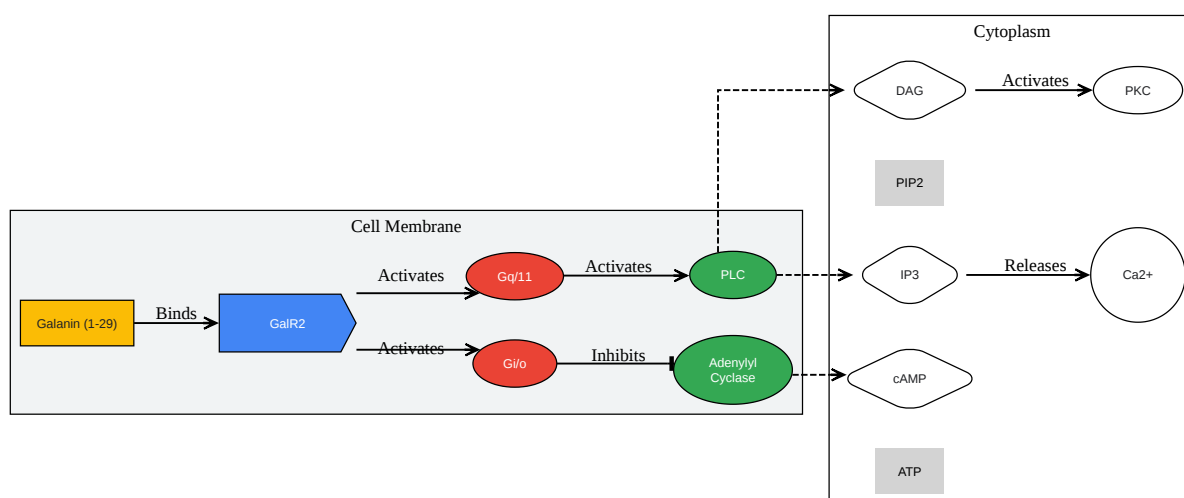 Cytoplasm
DAG
Activates
PKC
PIP2
Cell Membrane
Galanin (1-29)
Binds
GalR2
Activates
Gq/11
Activates
PLC
IP3
Releases
Ca2+
Activates
Gi/o
Inhibits
Adenylyl
Cyclase
cAMP
ATP